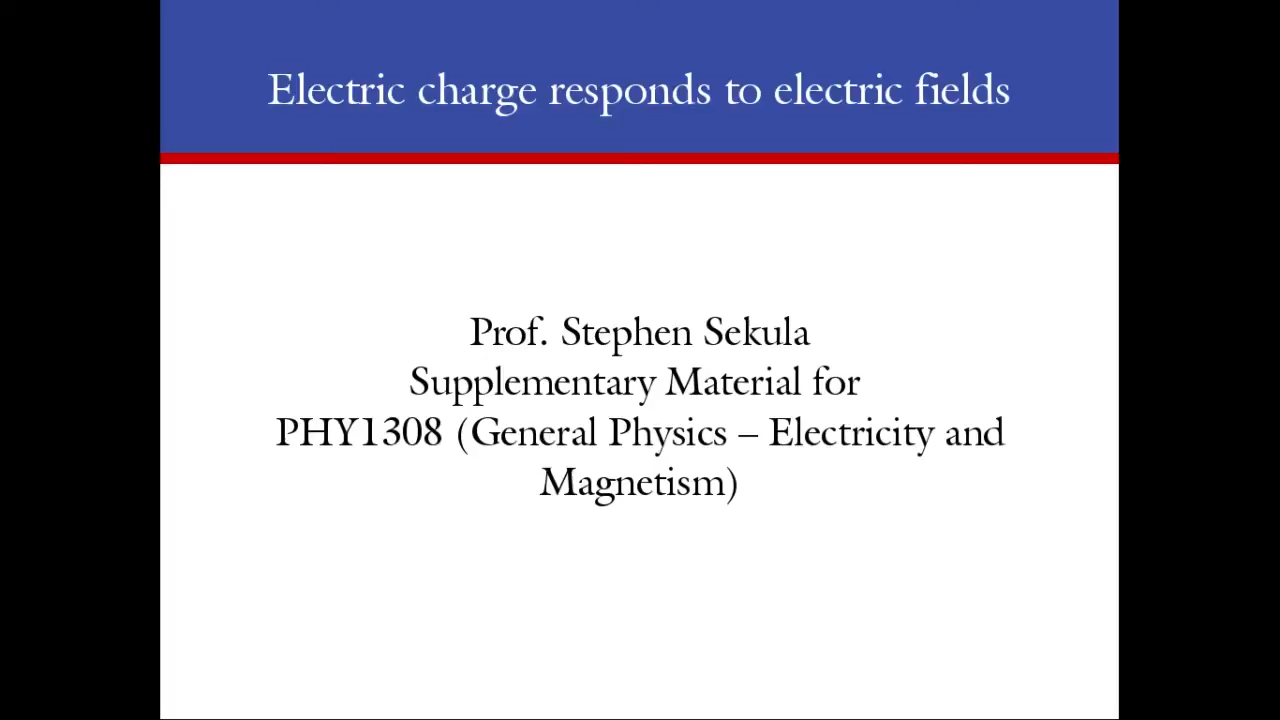 Electric charge responds to electric fields
Prof. Stephen Sekula
Supplementary Material for
PHY1308 (General Physics – Electricity and
Magnetism)